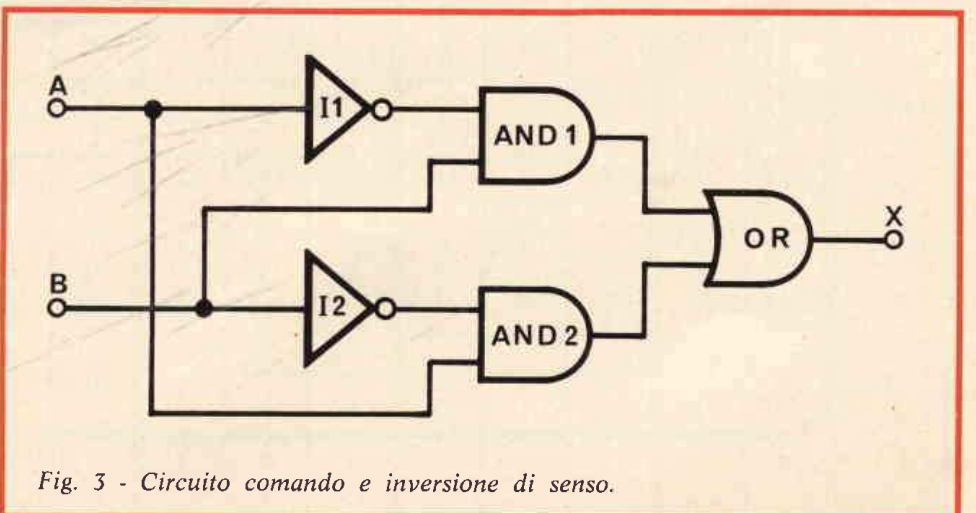 A
I1
AND 1
X
OR
B
I2
AND 2
Fig. 3 - Circuito comando e inversione di senso.